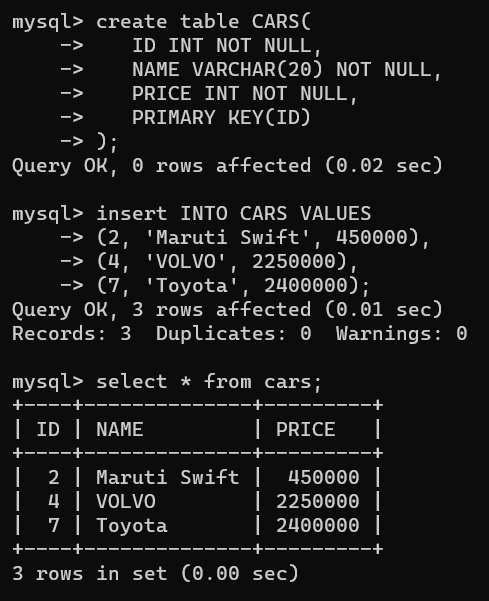 mysql> create table CARS(
    ->    ID INT NOT NULL,
    ->    NAME VARCHAR(20) NOT NULL,
    ->    PRICE INT NOT NULL,
    ->    PRIMARY KEY(ID)
    -> );
Query OK, 0 rows affected (0.02 sec)

mysql> insert INTO CARS VALUES
    -> (2, 'Maruti Swift', 450000),
    -> (4, 'VOLVO', 2250000),
    -> (7, 'Toyota', 2400000);
Query OK, 3 rows affected (0.01 sec)
Records: 3  Duplicates: 0  Warnings: 0

mysql> select * from cars;
+----+--------------+---------+
| ID | NAME         | PRICE   |
+----+--------------+---------+
|  2 | Maruti Swift |  450000 |
|  4 | VOLVO        | 2250000 |
|  7 | Toyota       | 2400000 |
+----+--------------+---------+
3 rows in set (0.00 sec)